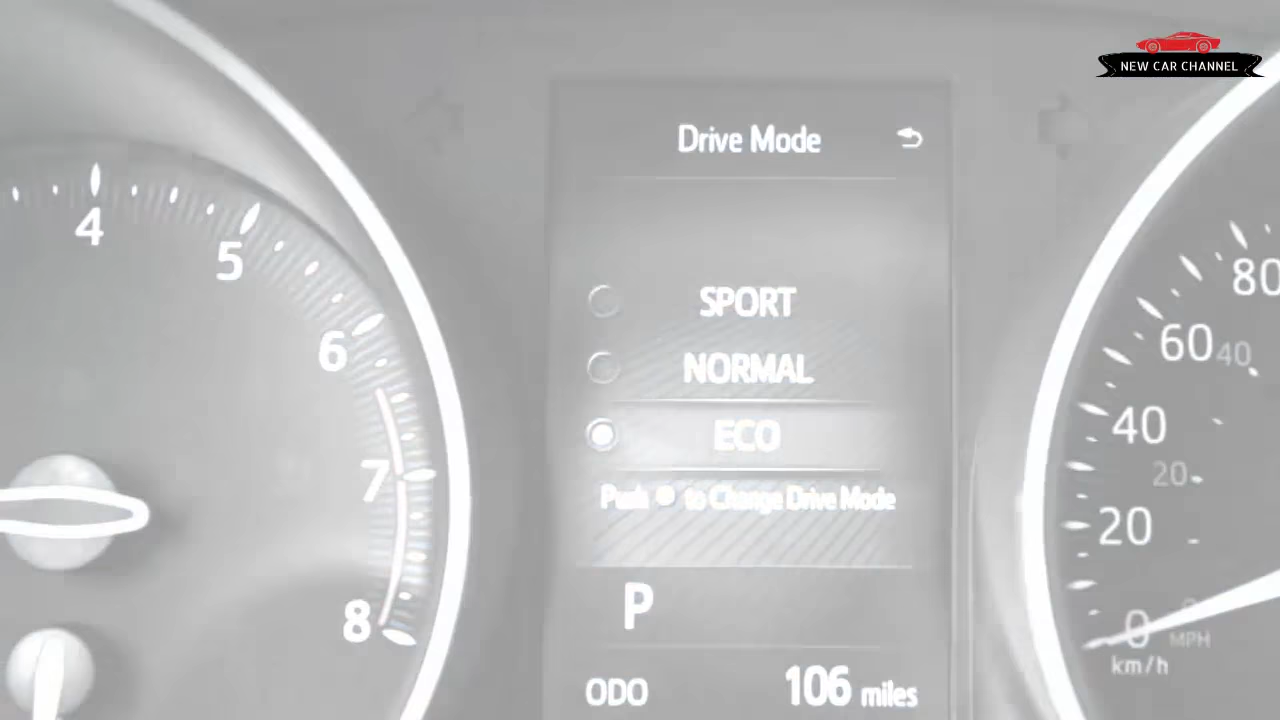 NEW CAR CHANNEL
Drive Mode
SPORT
NORMAL
ECO
Push to Change Drive Mode
P
ODO 106 miles
4
5
6
7
8
80
60 40
40
20
20
0 0
MPH
km/h